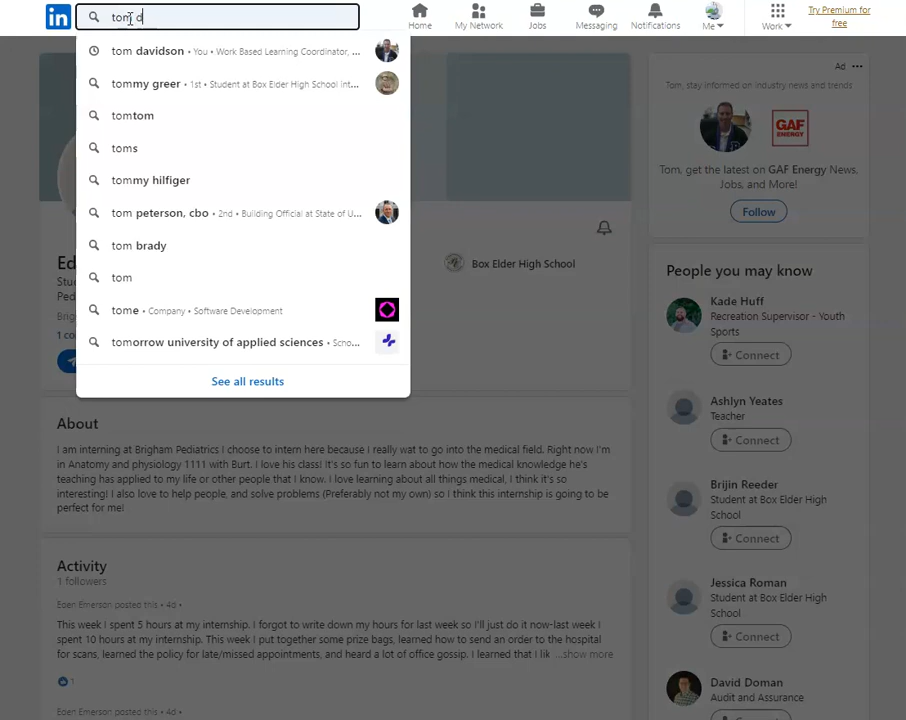 in
tom d
Home
My Network
Jobs
Messaging
Notifications
Me
Work
Try Premium for
free
tom davidson • You • Work Based Learning Coordinator, ...
tommy greer • 1st • Student at Box Elder High School Int...
tomtom
toms
tommy hilfiger
tom peterson, cbo • 2nd • Building Official at State of U...
tom brady
tom
tome • Company • Software Development
tomorrow university of applied sciences • Scho...
See all results
Ed
Stu
Ped
Brig
1 co
Box Elder High School
About
I am interning at Brigham Pediatrics I choose to intern here because I really wat to go into the medical field. Right now I'm
in Anatomy and physiology 1111 with Burt. I love his class! It's so fun to learn about how the medical knowledge he's
teaching has applied to my life or other people that I know. I love learning about all things medical, I think it's so
interesting! I also love to help people, and solve problems (Preferably not my own) so I think this internship is going to be
perfect for me!
Activity
1 followers
Eden Emerson posted this • 4d •
This week I spent 5 hours at my internship. I forgot to write down my hours for last week so I'll just do it now-last week I
spent 10 hours at my internship. This week I put together some prize bags, learned how to send an order to the hospital
for scans, learned the policy for late/missed appointments, and heard a lot of office gossip. I learned that I lik ...show more
1
Eden Emerson posted this • 4d •
Ad ...
Tom, stay informed on industry news and trends
GAF
ENERGY
Tom, get the latest on GAF Energy News,
Jobs, and More!
Follow
People you may know
Kade Huff
Recreation Supervisor - Youth
Sports
Connect
Ashlyn Yeates
Teacher
Connect
Brijin Reeder
Student at Box Elder High
School
Connect
Jessica Roman
Student at Box Elder High
School
Connect
David Doman
Audit and Assurance